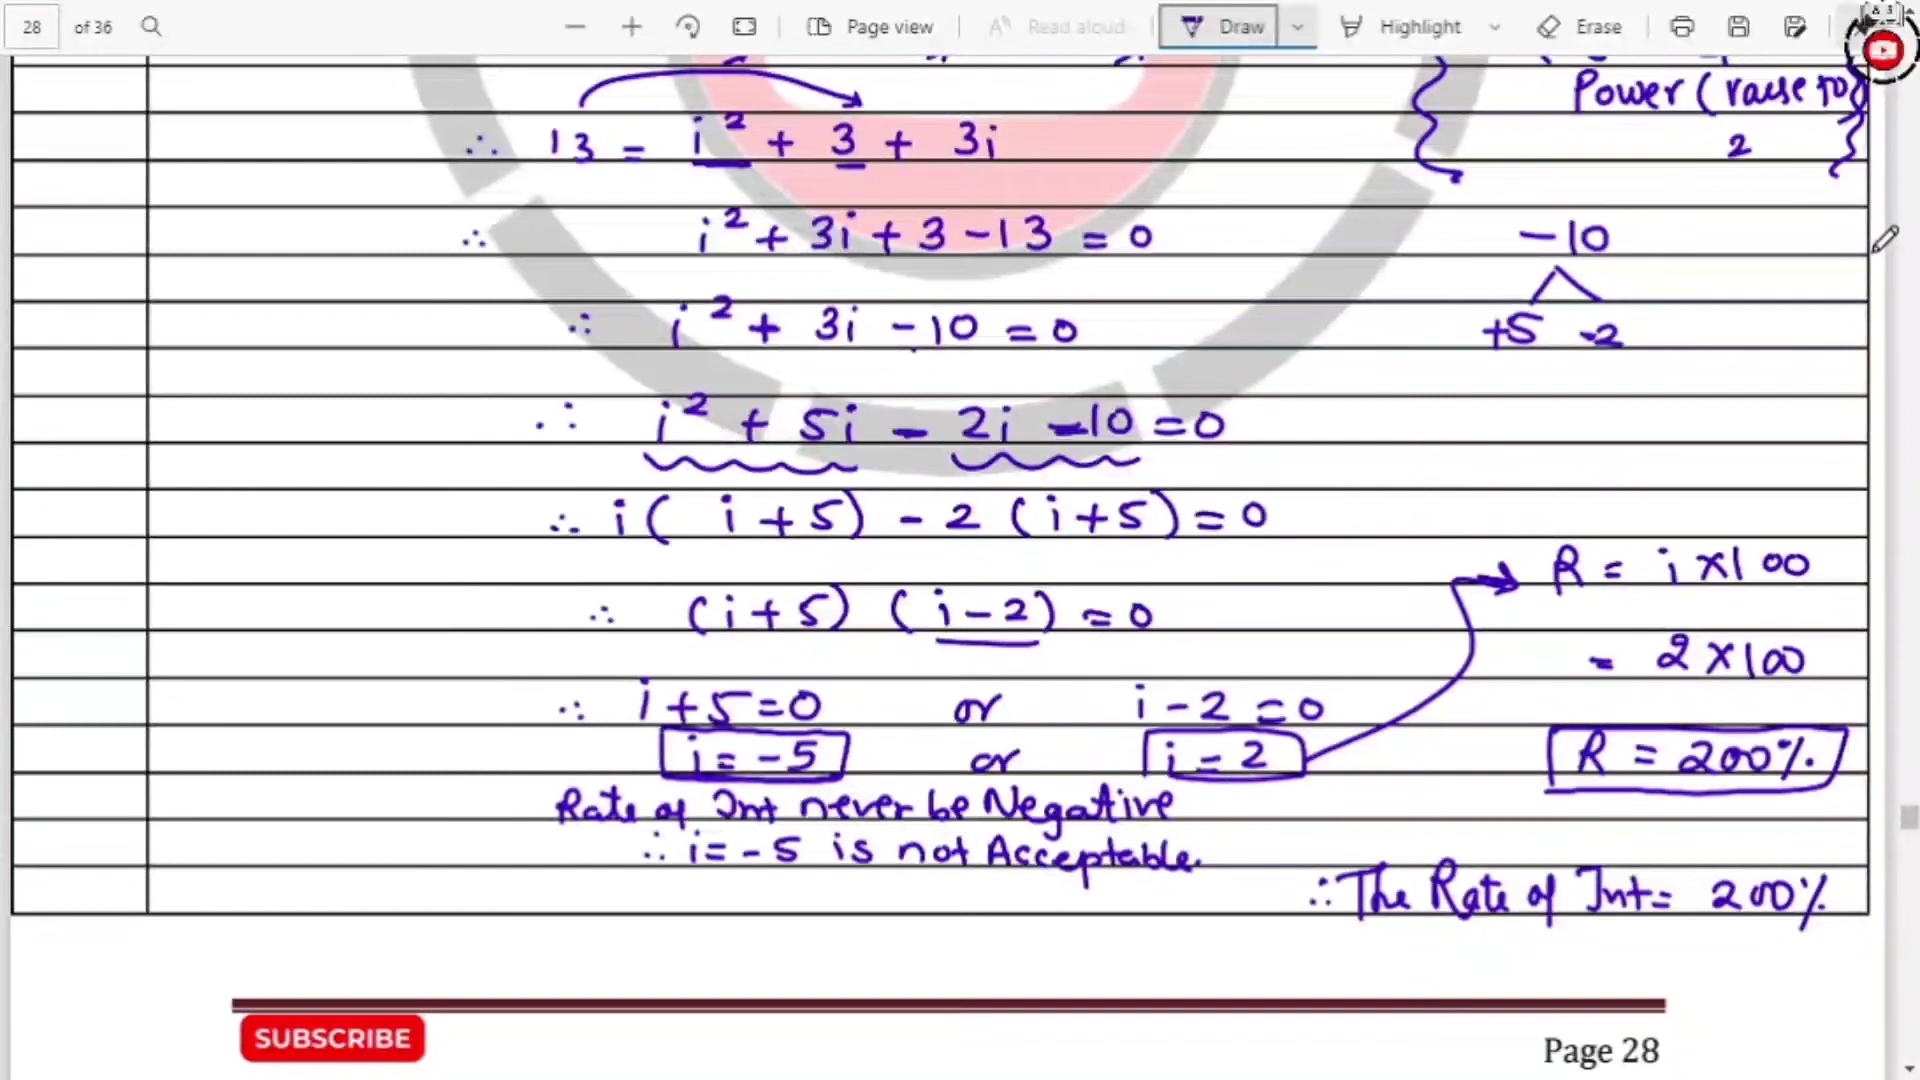 28 of 36 Page view Read aloud Draw Highlight Erase
Power (raise to)
∴ 13 = i² + 3 + 3i
2
∴ i² + 3i + 3 - 13 = 0
-10
∴ i² + 3i - 10 = 0
+5 -2
∴ i² + 5i - 2i - 10 = 0
∴ i( i + 5) - 2 (i + 5) = 0
R = i × 100
∴ (i + 5) (i - 2) = 0
= 2 × 100
∴ i + 5 = 0 or i - 2 = 0
i = -5 or i = 2
R = 200%
Rate of Int never be Negative
∴ i = -5 is not Acceptable.
∴ The Rate of Int = 200%
SUBSCRIBE
Page 28